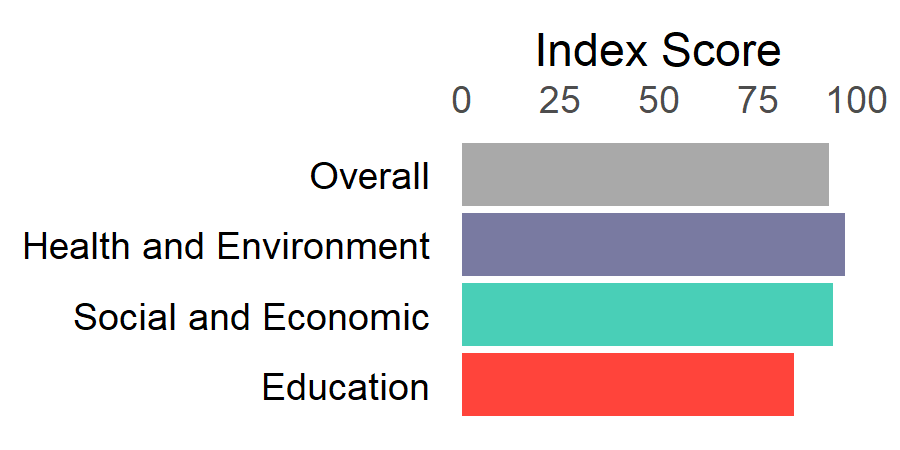 Index Score
0 25 50 75 100
Overall
Health and Environment
Social and Economic
Education